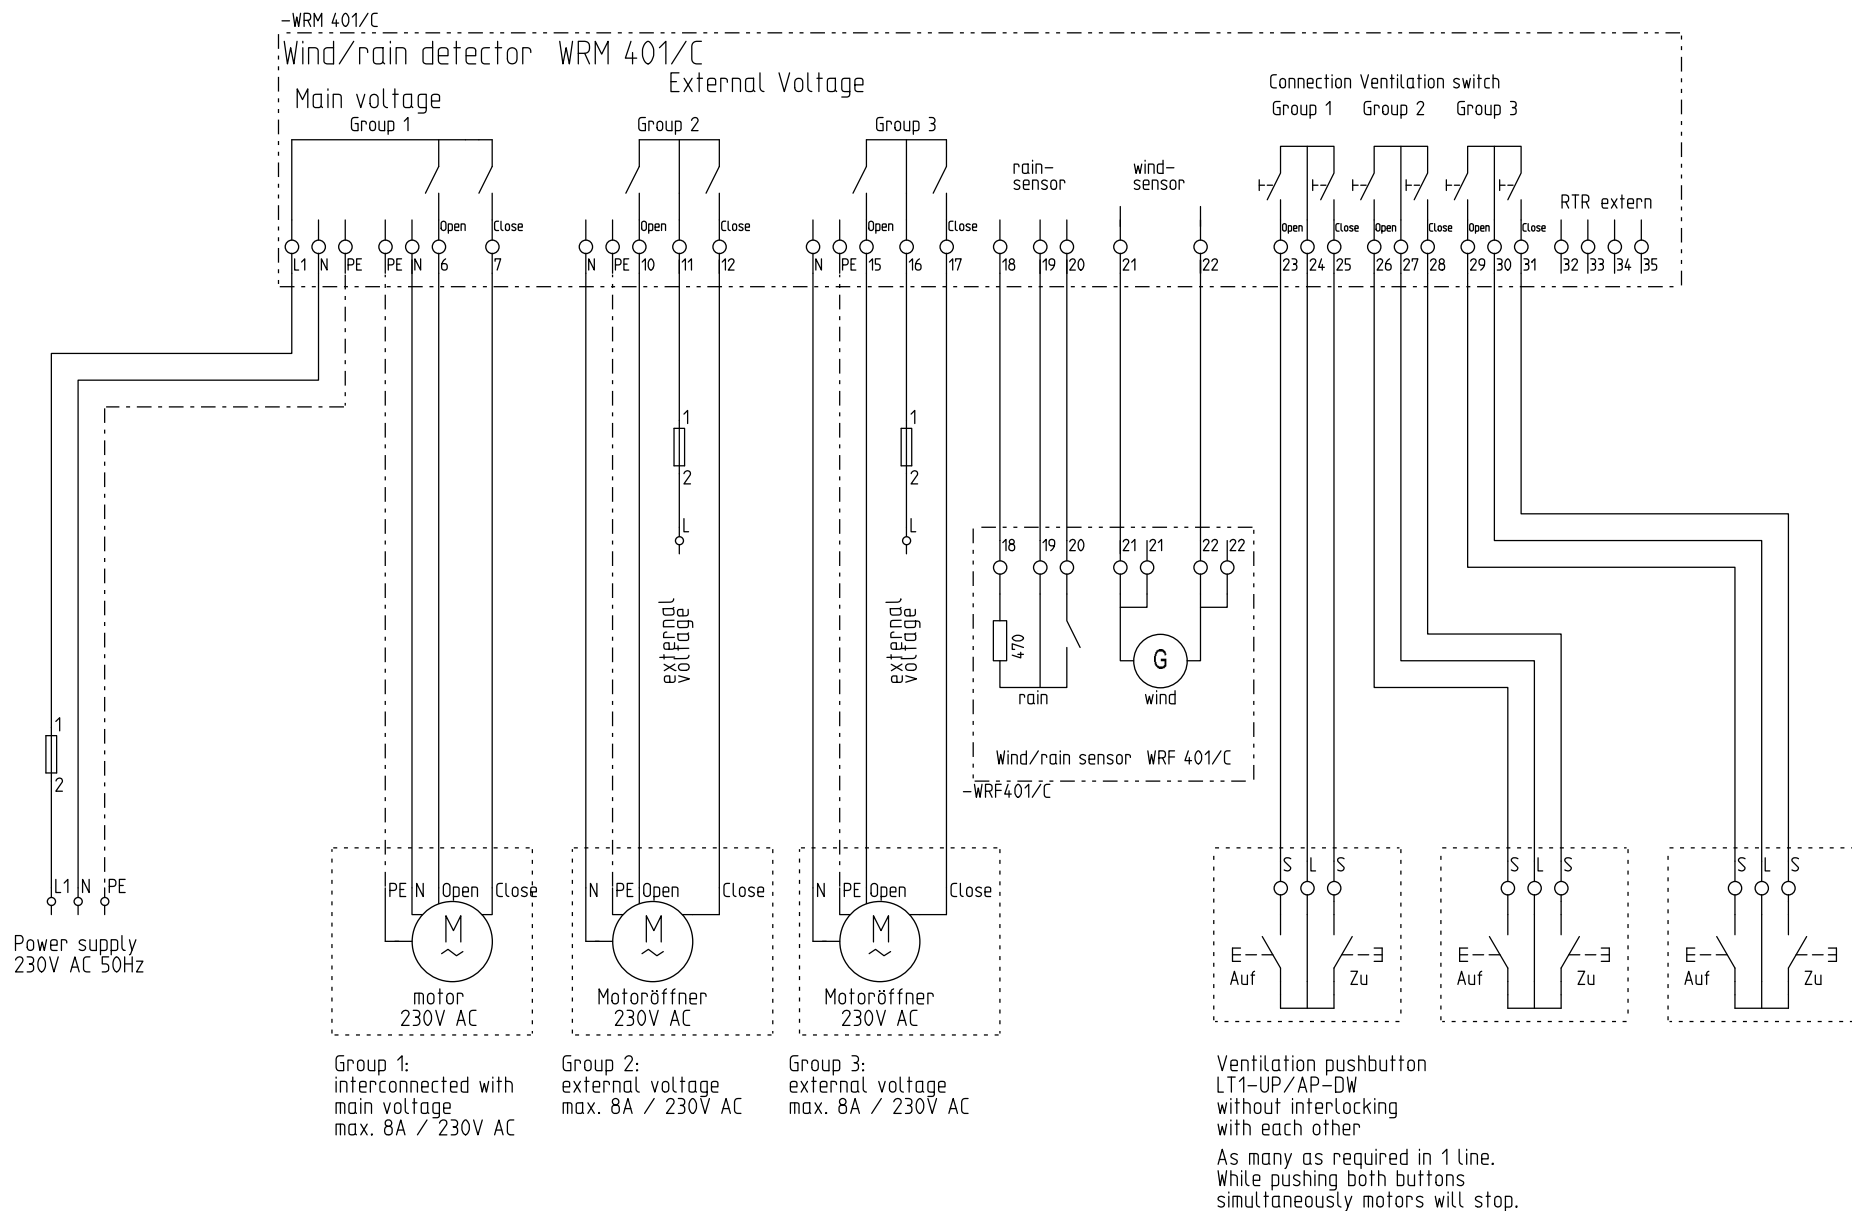 -WRM 401/C
Wind/rain detector WRM 401/C
External Voltage
Connection Ventilation switch
Main voltage
Group 1 Group 2 Group 3
Group 1 Group 2 Group 3
rain-
sensor
wind-
sensor
RTR extern
Open Close Open Close Open Close Open Close Open Close Open Close
L1 N PE PE N 6 7 N PE 10 11 12 N PE 15 16 17 18 19 20 21 22 23 24 25 26 27 28 29 30 31 32 33 34 35
1 1
2 2
L L
18 19 20 21 21 22 22
external
voltage
external
voltage
470
G
rain wind
Wind/rain sensor WRF 401/C
-WRF401/C
1
2
L1 N PE
Power supply
230V AC 50Hz
PE N Open Close
M
motor
230V AC
N PE Open Close
M
Motoröffner
230V AC
N PE Open Close
M
Motoröffner
230V AC
S L S S L S S L S
Auf Zu Auf Zu Auf Zu
Group 1:
interconnected with
main voltage
max. 8A / 230V AC
Group 2:
external voltage
max. 8A / 230V AC
Group 3:
external voltage
max. 8A / 230V AC
Ventilation pushbutton
LT1-UP/AP-DW
without interlocking
with each other
As many as required in 1 line.
While pushing both buttons
simultaneously motors will stop.